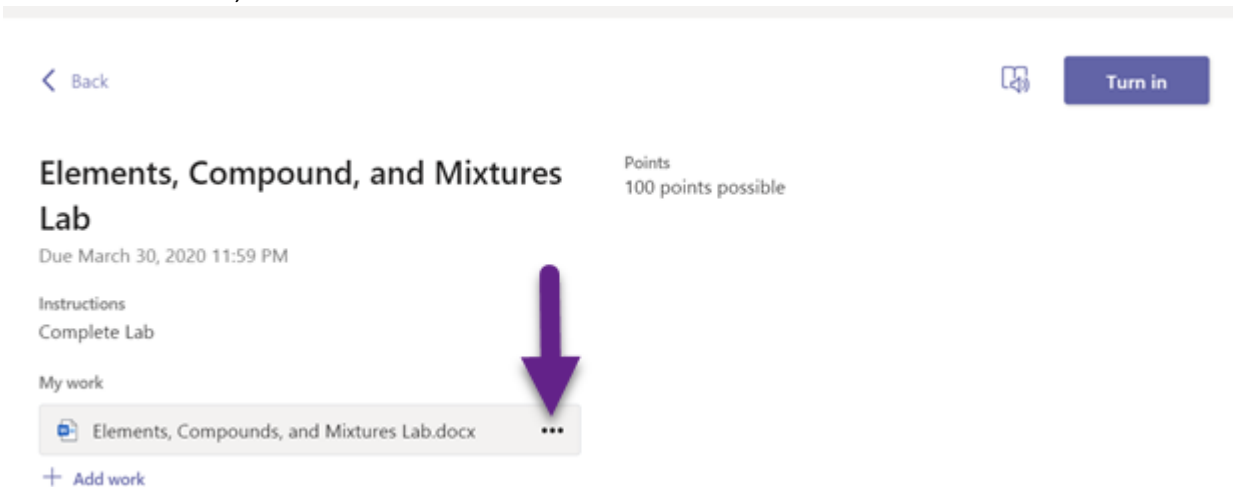 Back
Turn in
Elements, Compound, and Mixtures
Lab
Due March 30, 2020 11:59 PM
Points
100 points possible
Instructions
Complete Lab
My work
Elements, Compounds, and Mixtures Lab.docx
+ Add work